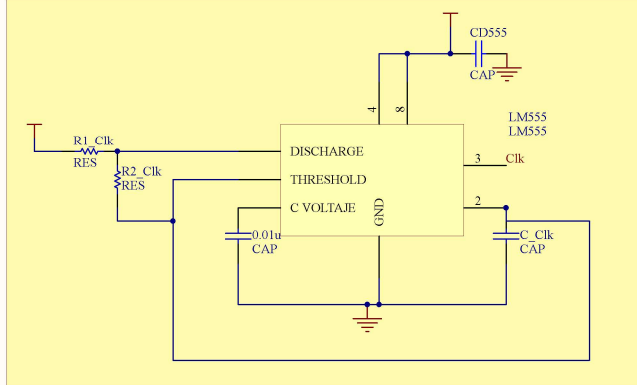 CD555
CAP
4
8
LM555
LM555
R1_Clk
RES
DISCHARGE
3
Clk
R2_Clk
RES
THRESHOLD
C VOLTAJE
GND
2
0.01u
CAP
C_Clk
CAP